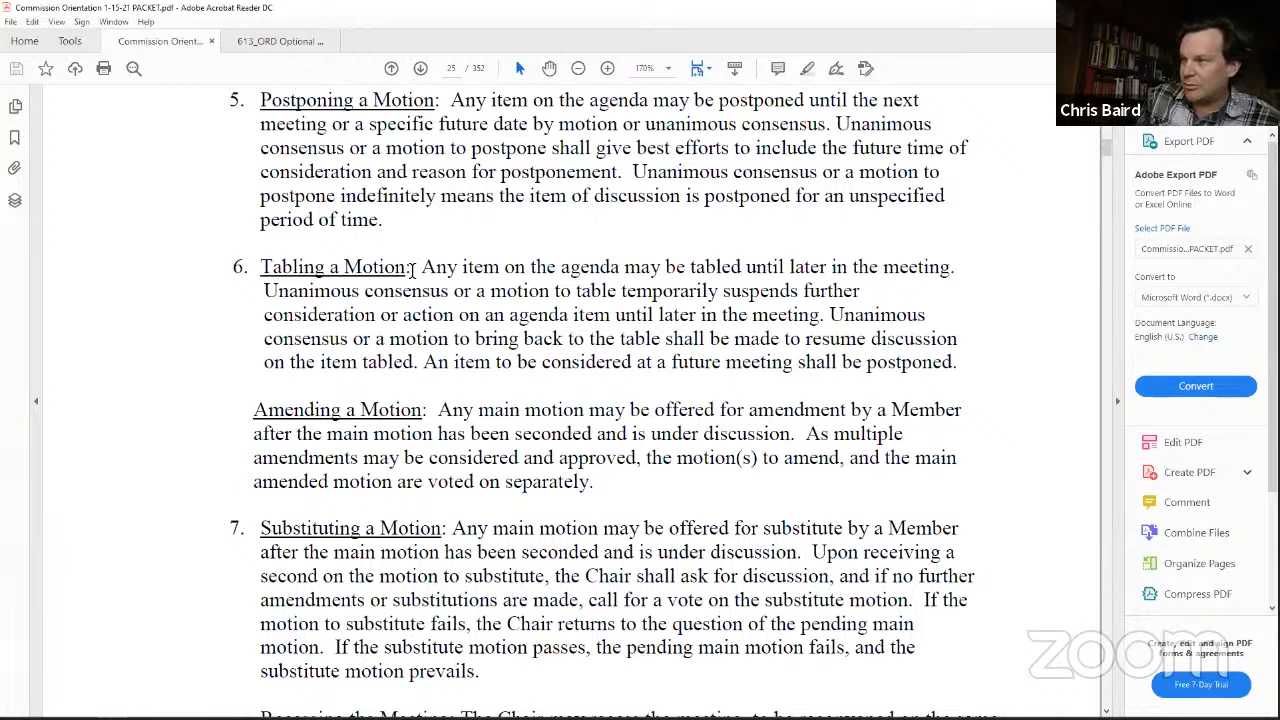 Commission Orientation 1-15-21 PACKET.pdf - Adobe Acrobat Reader DC
File Edit View Sign Window Help
Home Tools Commission Orient... × 613_ORD Optional ...
25 / 352 170%
Chris Baird
5. Postponing a Motion: Any item on the agenda may be postponed until the next
meeting or a specific future date by motion or unanimous consensus. Unanimous
consensus or a motion to postpone shall give best efforts to include the future time of
consideration and reason for postponement. Unanimous consensus or a motion to
postpone indefinitely means the item of discussion is postponed for an unspecified
period of time.
6. Tabling a Motion: Any item on the agenda may be tabled until later in the meeting.
Unanimous consensus or a motion to table temporarily suspends further
consideration or action on an agenda item until later in the meeting. Unanimous
consensus or a motion to bring back to the table shall be made to resume discussion
on the item tabled. An item to be considered at a future meeting shall be postponed.
Amending a Motion: Any main motion may be offered for amendment by a Member
after the main motion has been seconded and is under discussion. As multiple
amendments may be considered and approved, the motion(s) to amend, and the main
amended motion are voted on separately.
7. Substituting a Motion: Any main motion may be offered for substitute by a Member
after the main motion has been seconded and is under discussion. Upon receiving a
second on the motion to substitute, the Chair shall ask for discussion, and if no further
amendments or substitutions are made, call for a vote on the substitute motion. If the
motion to substitute fails, the Chair returns to the question of the pending main
motion. If the substitute motion passes, the pending main motion fails, and the
substitute motion prevails.
Recessing the Meeting: The Chair may recess the meeting, to be reconvened on the same
Export PDF
Adobe Export PDF
Convert PDF Files to Word
or Excel Online
Select PDF File
Commissio...PACKET.pdf ×
Convert to
Microsoft Word (*.docx)
Document Language:
English (U.S.) Change
Convert
Edit PDF
Create PDF
Comment
Combine Files
Organize Pages
Compress PDF
Create, edit and sign PDF
forms & agreements
Free 7-Day Trial
zoom